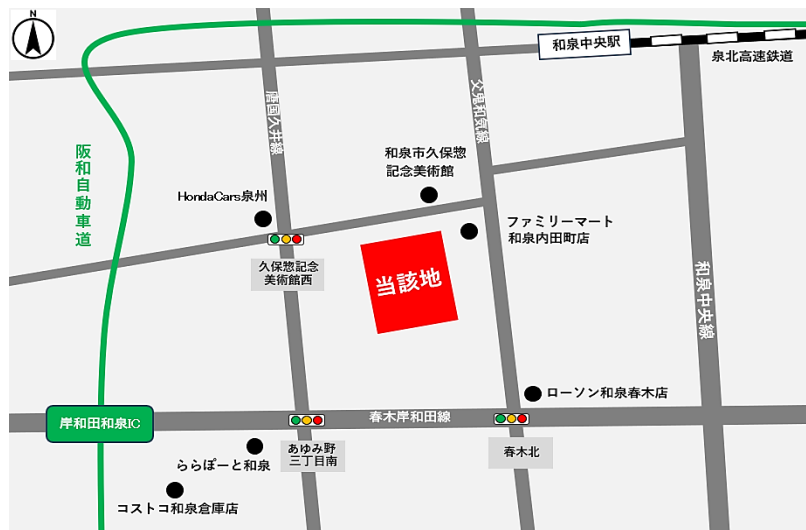 和泉中央駅
泉北高速鉄道
唐国久井線
父鬼和気線
阪和自動車道
和泉市久保惣
記念美術館
HondaCars泉州
ファミリーマート
和泉内田町店
久保惣記念
美術館西
当該地
和泉中央線
ローソン和泉春木店
岸和田和泉IC
春木岸和田線
ららぽーと和泉
あゆみ野
三丁目南
春木北
コストコ和泉倉庫店